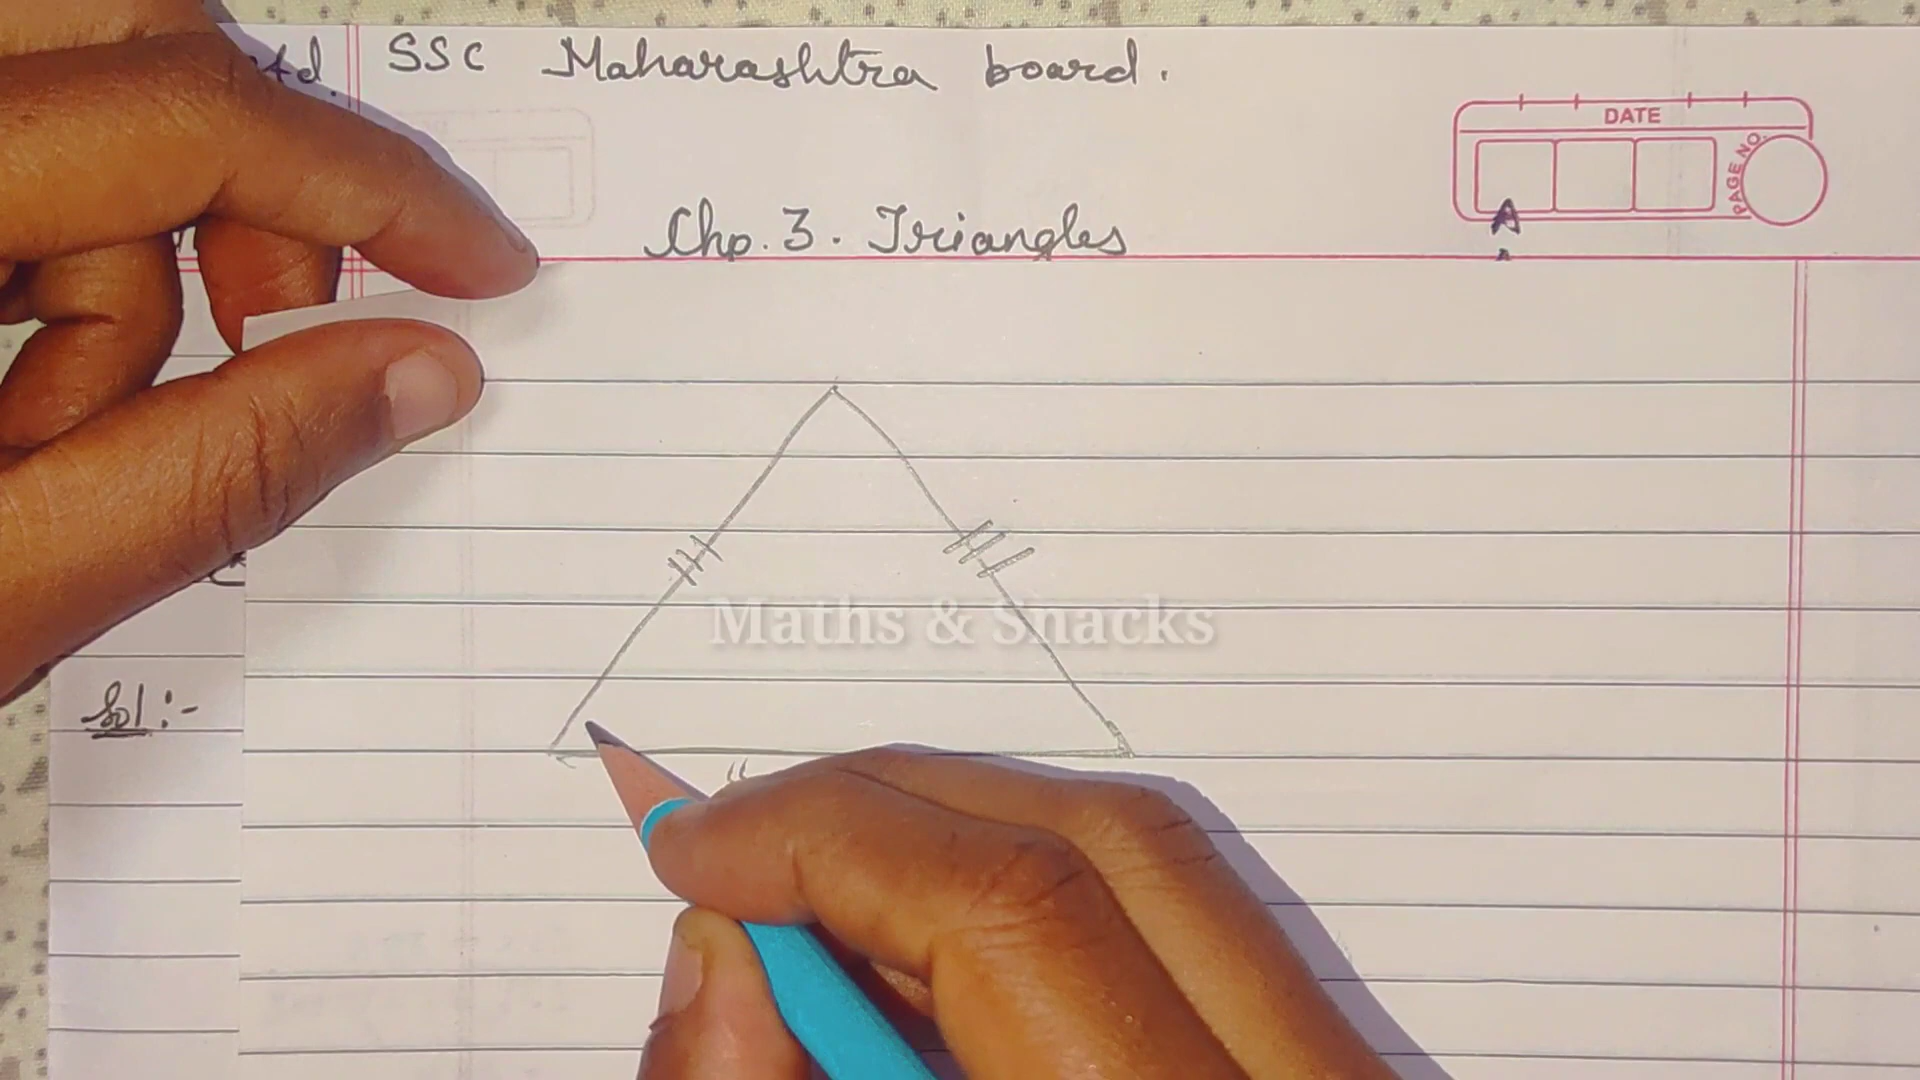 SSC Maharashtra board.
DATE
PAGE NO.
A
Chp. 3. Triangles
Maths & Snacks
Sol :-